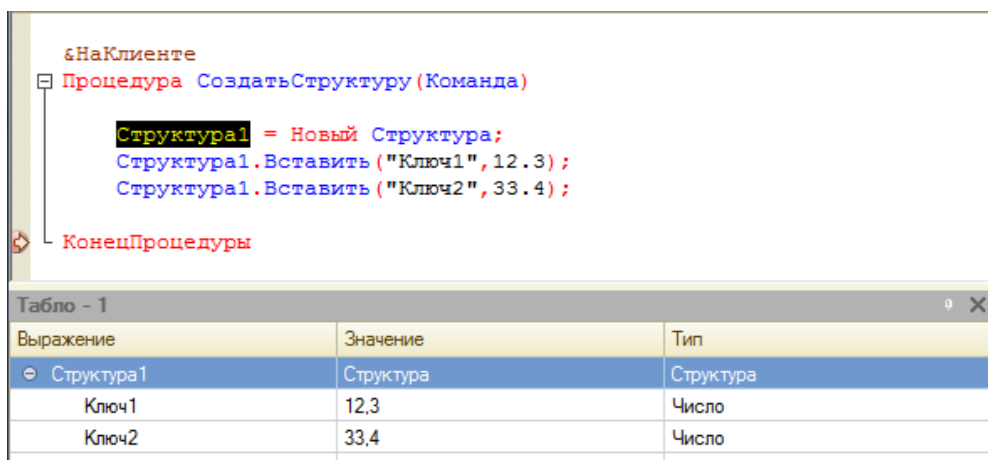 &НаКлиенте
Процедура СоздатьСтруктуру(Команда)
Структура1 = Новый Структура;
Структура1.Вставить("Ключ1",12.3);
Структура1.Вставить("Ключ2",33.4);
КонецПроцедуры
Табло - 1
Выражение Значение Тип
Структура1 Структура Структура
Ключ1 12,3 Число
Ключ2 33,4 Число